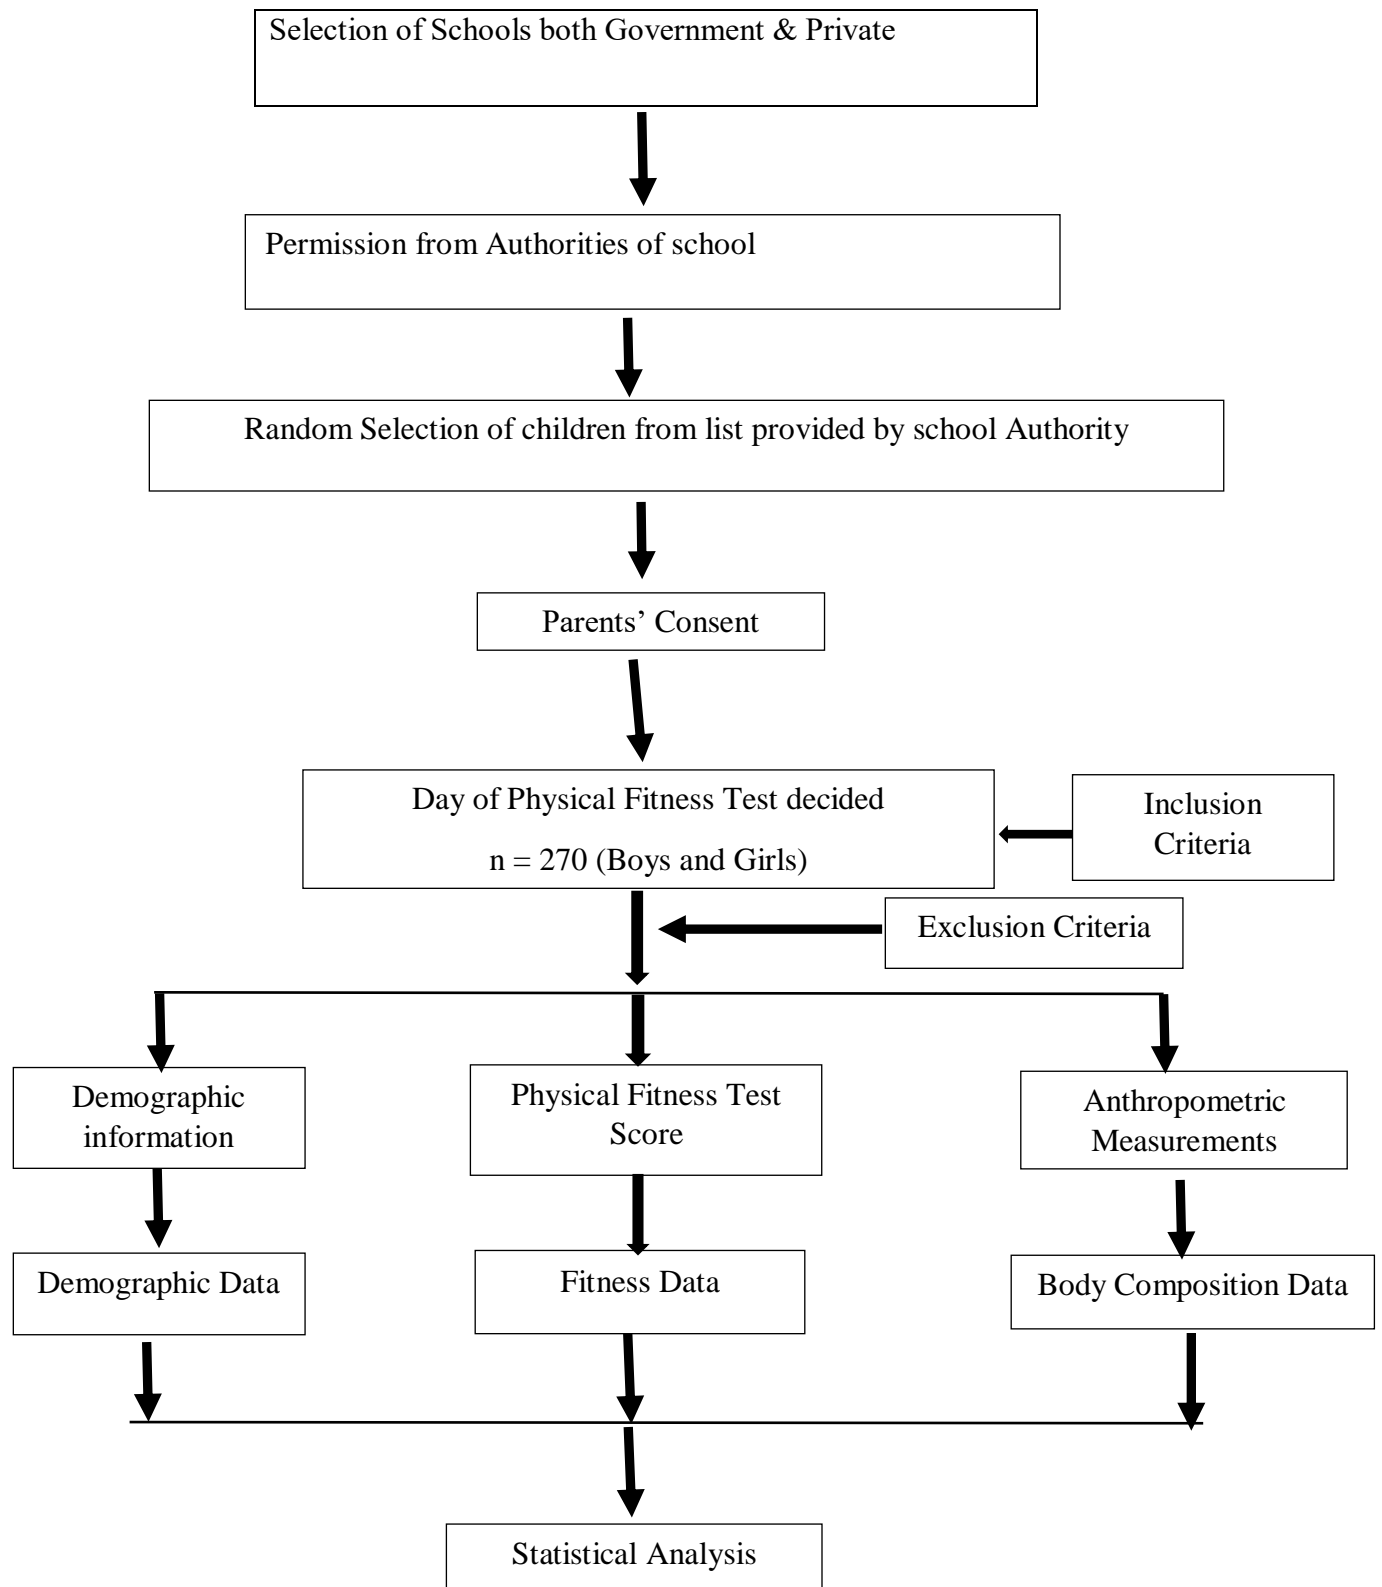 Selection of Schools both Government & Private
Permission from Authorities of school
Random Selection of children from list provided by school Authority
Parents’ Consent
Day of Physical Fitness Test decided
n = 270 (Boys and Girls)
Inclusion
Criteria
Exclusion Criteria
Demographic
information
Physical Fitness Test
Score
Anthropometric
Measurements
Demographic Data
Fitness Data
Body Composition Data
Statistical Analysis